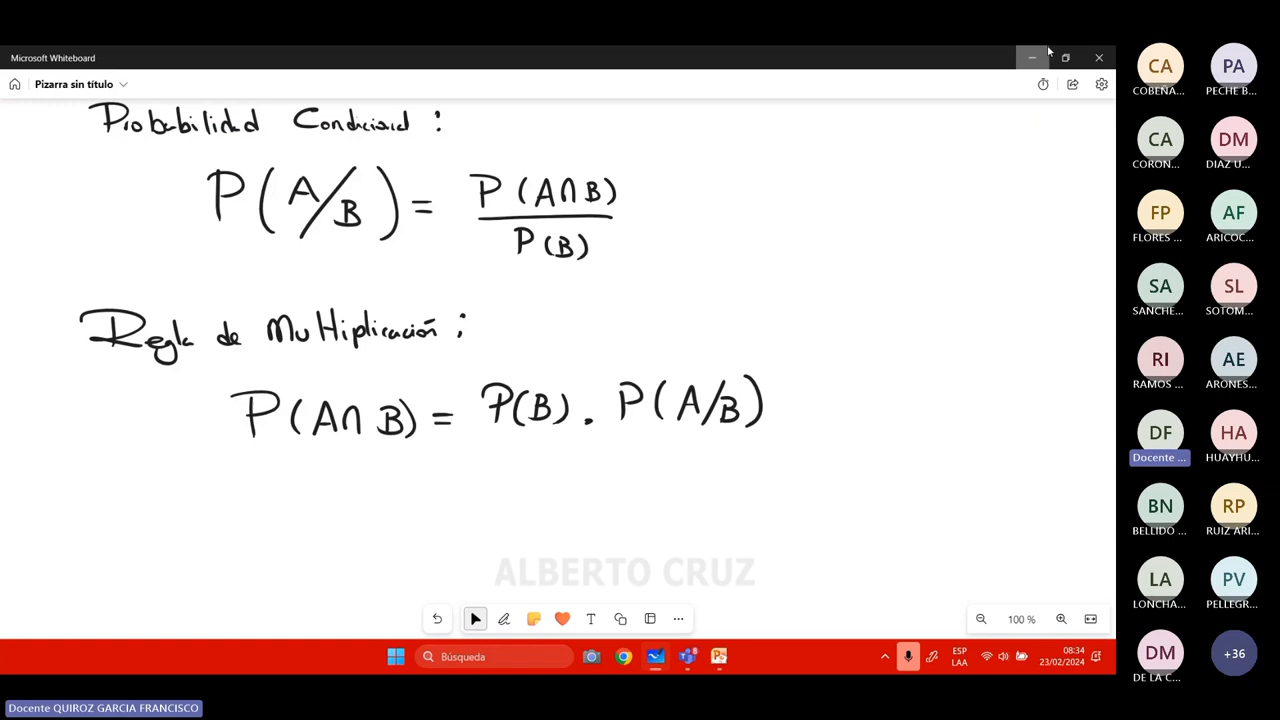 Microsoft Whiteboard
Pizarra sin título
Probabilidad Condicional :
P(A/B) = P(A∩B) / P(B)
Regla de Multiplicación :
P(A∩B) = P(B) . P(A/B)
ALBERTO CRUZ
100 %
Búsqueda
8
ESP
LAA
08:34
23/02/2024
Docente QUIROZ GARCIA FRANCISCO
CA PA
COBEÑA... PECHE B...
CA DM
CORON... DIAZ U...
FP AF
FLORES ... ARICOC...
SA SL
SANCHE... SOTOM...
RI AE
RAMOS ... ARONES...
DF HA
Docente ... HUAYHU...
BN RP
BELLIDO ... RUIZ ARI...
LA PV
LONCHA... PELLEGR...
DM +36
DE LA C...